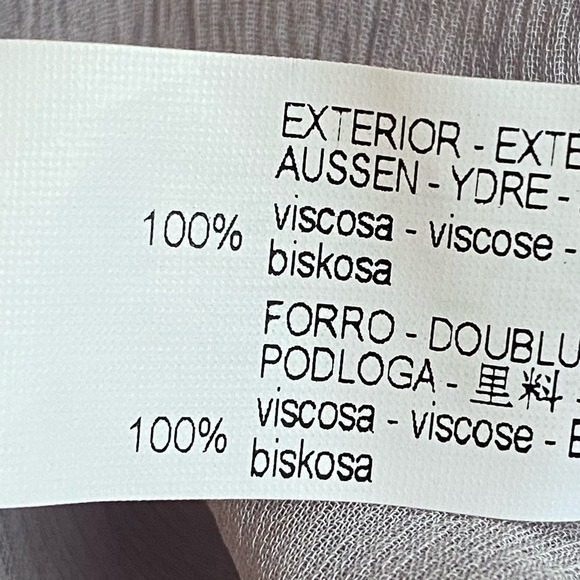 EXTERIOR - EXTE
AUSSEN - YDRE -
100% viscosa - viscose -
biskosa
FORRO - DOUBLU
PODLOGA - 里料 -
100% viscosa - viscose -
biskosa